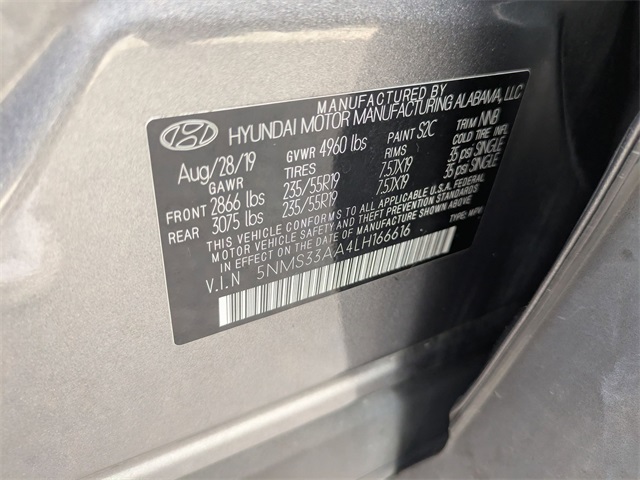 MANUFACTURED BY
HYUNDAI MOTOR MANUFACTURING ALABAMA, LLC
Aug/28/19 GVWR 4960 lbs PAINT S2C TRIM NNB
GAWR TIRES RIMS COLD TIRE INFL.
FRONT 2866 lbs 235/55R19 7.5JX19 35 psi SINGLE
REAR 3075 lbs 235/55R19 7.5JX19 35 psi SINGLE
THIS VEHICLE CONFORMS TO ALL APPLICABLE U.S.A. FEDERAL
MOTOR VEHICLE SAFETY AND THEFT PREVENTION STANDARDS
IN EFFECT ON THE DATE OF MANUFACTURE SHOWN ABOVE.
V.I.N 5NMS33AA4LH166616 TYPE: MPV